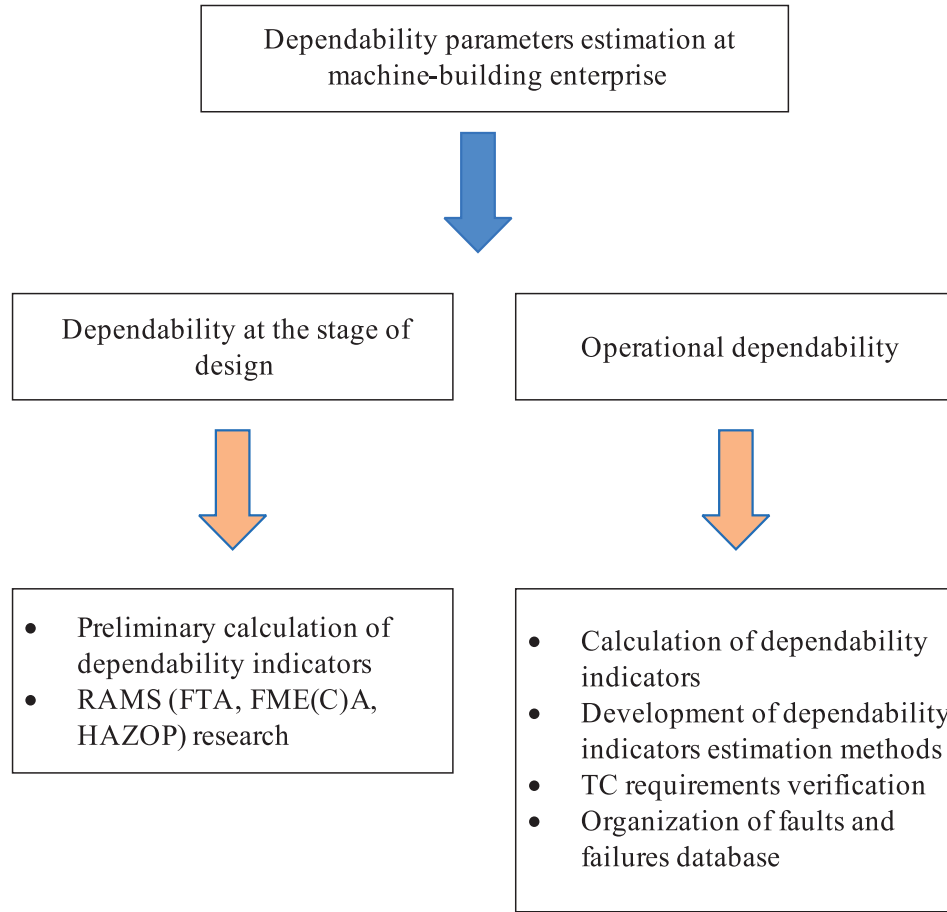 Dependability parameters estimation at
machine-building enterprise
Dependability at the stage of
design
Operational dependability
• Preliminary calculation of
dependability indicators
• RAMS (FTA, FME(C)A,
HAZOP) research
• Calculation of dependability
indicators
• Development of dependability
indicators estimation methods
• TC requirements verification
• Organization of faults and
failures database